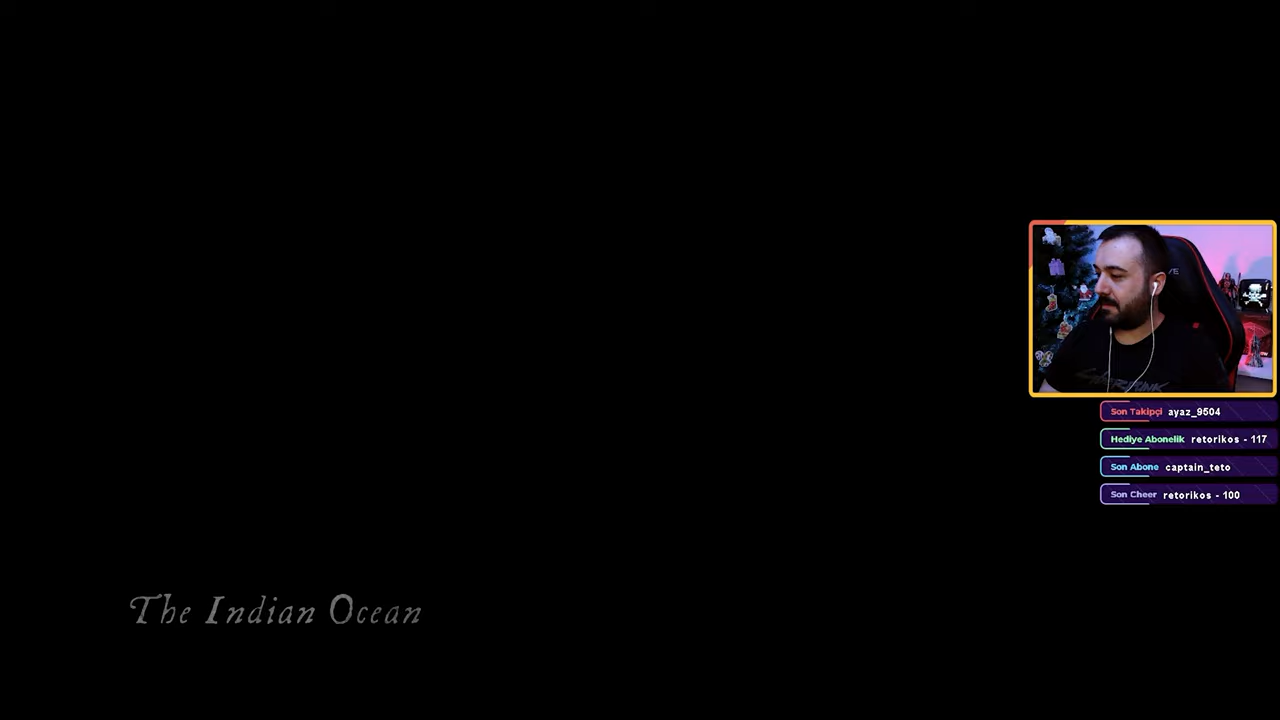 Son Takipçi ayaz_9504
Hediye Abonelik retorikos - 117
Son Abone captain_teto
Son Cheer retorikos - 100
The Indian Ocean